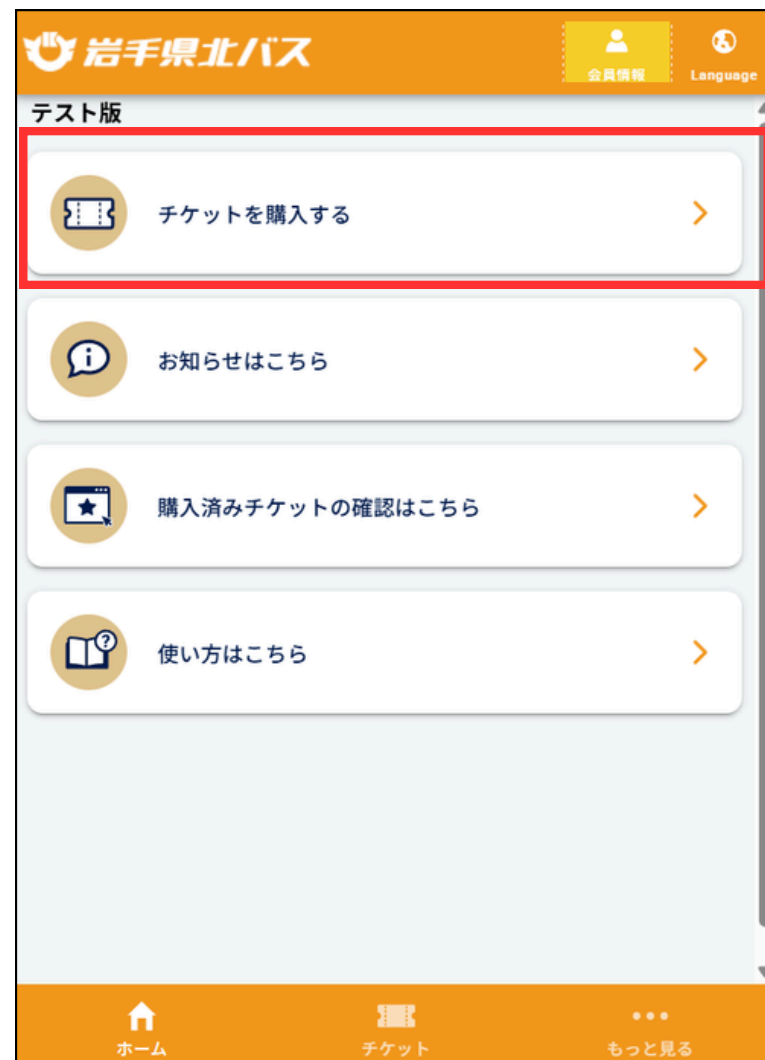 岩手県北バス
会員情報
Language
テスト版
チケットを購入する
お知らせはこちら
購入済みチケットの確認はこちら
使い方はこちら
ホーム
チケット
もっと見る